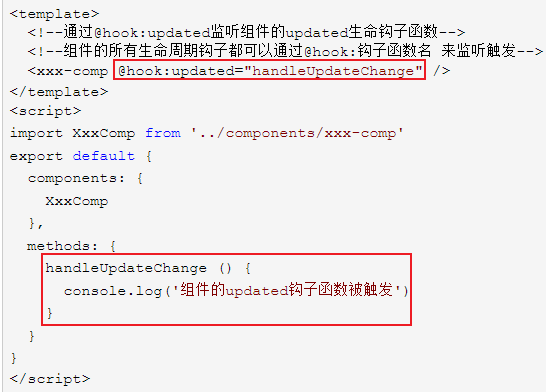 <template>
  <!--通过@hook:updated监听组件的updated生命钩子函数-->
  <!--组件的所有生命周期钩子都可以通过@hook:钩子函数名 来监听触发-->
  <xxx-comp @hook:updated="handleUpdateChange" />
</template>
<script>
import XxxComp from '../components/xxx-comp'
export default {
  components: {
    XxxComp
  },
  methods: {
    handleUpdateChange () {
      console.log('组件的updated钩子函数被触发')
    }
  }
}
</script>